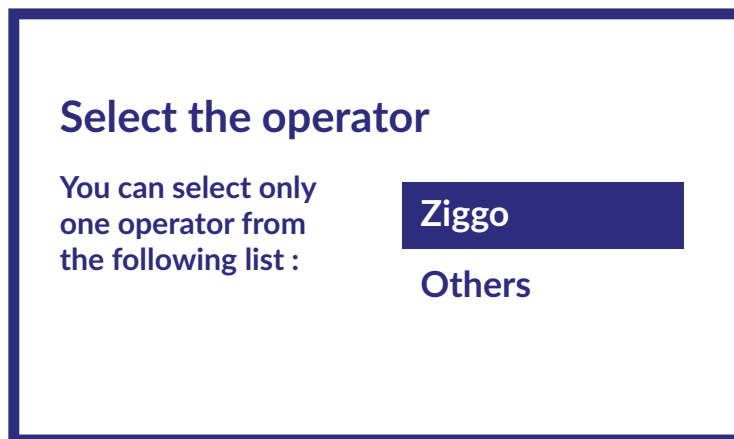 Select the operator
You can select only
one operator from
the following list :
Ziggo
Others